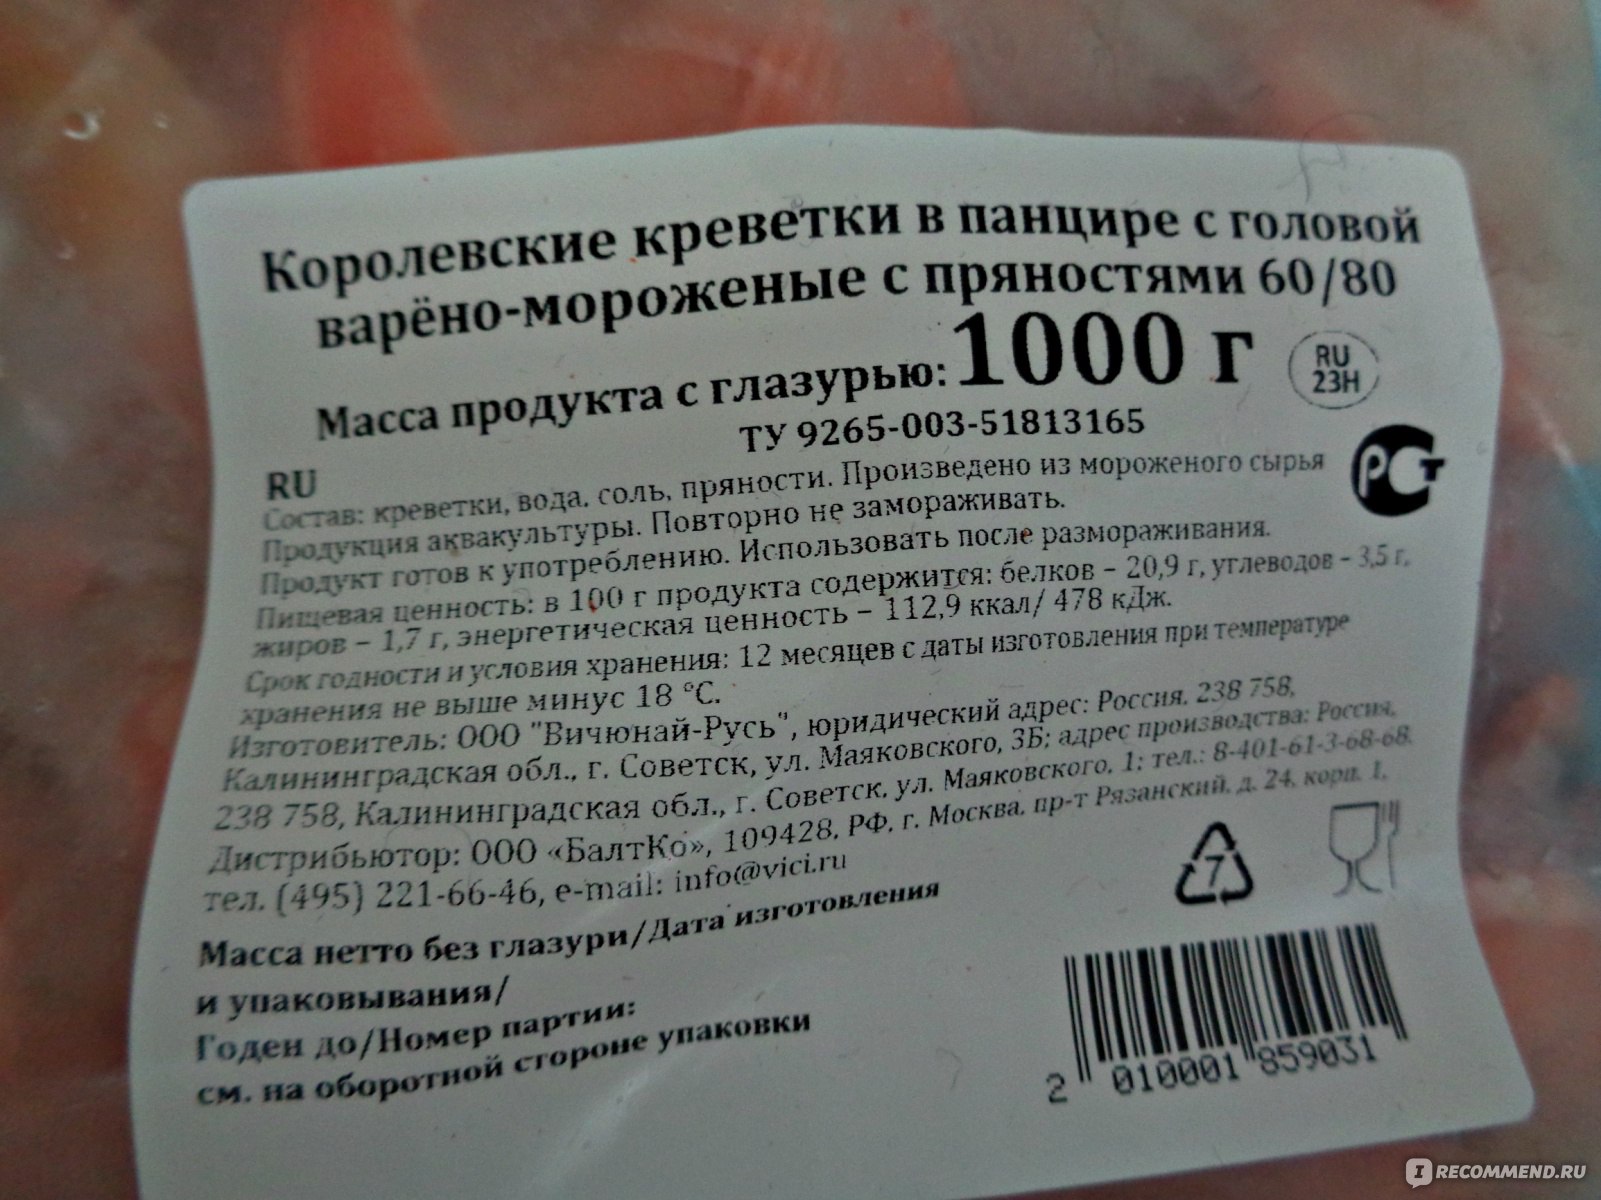 Королевские креветки в панцире с головой
варёно-мороженые с пряностями 60/80
Масса продукта с глазурью: 1000 г
RU
23H
ТУ 9265-003-51813165
РСТ
RU
Состав: креветки, вода, соль, пряности. Произведено из мороженого сырья
Продукция аквакультуры. Повторно не замораживать.
Продукт готов к употреблению. Использовать после размораживания.
Пищевая ценность: в 100 г продукта содержится: белков – 20,9 г, углеводов – 3,5 г,
жиров – 1,7 г, энергетическая ценность – 112,9 ккал/ 478 кДж.
Срок годности и условия хранения: 12 месяцев с даты изготовления при температуре
хранения не выше минус 18 °С.
Изготовитель: ООО "Вичюнай-Русь", юридический адрес: Россия, 238 758,
Калининградская обл., г. Советск, ул. Маяковского, 3Б; адрес производства: Россия,
238 758, Калининградская обл., г. Советск, ул. Маяковского, 1; тел.: 8-401-61-3-68-68.
Дистрибьютор: ООО «БалтКо», 109428, РФ, г. Москва, пр-т Рязанский, д. 24, корп. 1,
тел. (495) 221-66-46, e-mail: info@vici.ru
7
Масса нетто без глазури/Дата изготовления
и упаковывания/
Годен до/Номер партии:
см. на оборотной стороне упаковки
2 010001 859031
IRECOMMEND.RU